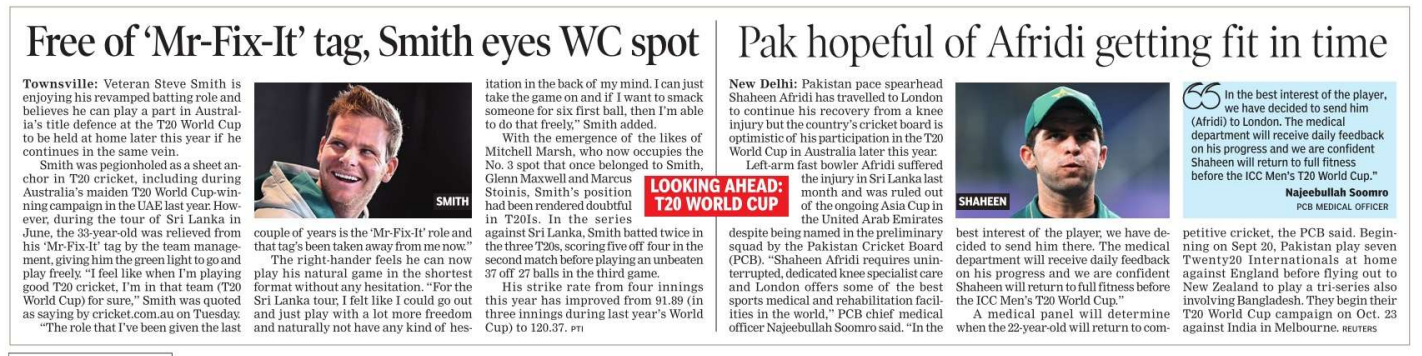 Free of ‘Mr-Fix-It’ tag, Smith eyes WC spot
Townsville: Veteran Steve Smith is
enjoying his revamped batting role and
believes he can play a part in Austral-
ia’s title defence at the T20 World Cup
to be held at home later this year if he
continues in the same vein.
Smith was pegionholed as a sheet an-
chor in T20 cricket, including during
Australia’s maiden T20 World Cup-win-
ning campaign in the UAE last year. How-
ever, during the tour of Sri Lanka in
June, the 33-year-old was relieved from
his ‘Mr-Fix-It’ tag by the team manage-
ment, giving him the green light to go and
play freely. “I feel like when I’m playing
good T20 cricket, I’m in that team (T20
World Cup) for sure,” Smith was quoted
as saying by cricket.com.au on Tuesday.
“The role that I’ve been given the last
SMITH
couple of years is the ‘Mr-Fix-It’ role and
that tag’s been taken away from me now.”
The right-hander feels he can now
play his natural game in the shortest
format without any hesitation. “For the
Sri Lanka tour, I felt like I could go out
and just play with a lot more freedom
and naturally not have any kind of hes-
itation in the back of my mind. I can just
take the game on and if I want to smack
someone for six first ball, then I’m able
to do that freely,” Smith added.
With the emergence of the likes of
Mitchell Marsh, who now occupies the
No. 3 spot that once belonged to Smith,
Glenn Maxwell and Marcus
Stoinis, Smith’s position
had been rendered doubtful
in T20Is. In the series
against Sri Lanka, Smith batted twice in
the three T20s, scoring five off four in the
second match before playing an unbeaten
37 off 27 balls in the third game.
His strike rate from four innings
this year has improved from 91.89 (in
three innings during last year’s World
Cup) to 120.37. PTI
LOOKING AHEAD:
T20 WORLD CUP
Pak hopeful of Afridi getting fit in time
New Delhi: Pakistan pace spearhead
Shaheen Afridi has travelled to London
to continue his recovery from a knee
injury but the country’s cricket board is
optimistic of his participation in the T20
World Cup in Australia later this year.
Left-arm fast bowler Afridi suffered
the injury in Sri Lanka last
month and was ruled out
of the ongoing Asia Cup in
the United Arab Emirates
despite being named in the preliminary
squad by the Pakistan Cricket Board
(PCB). “Shaheen Afridi requires unin-
terrupted, dedicated knee specialist care
and London offers some of the best
sports medical and rehabilitation facil-
ities in the world,” PCB chief medical
officer Najeebullah Soomro said. “In the
SHAHEEN
best interest of the player, we have de-
cided to send him there. The medical
department will receive daily feedback
on his progress and we are confident
Shaheen will return to full fitness before
the ICC Men’s T20 World Cup.”
A medical panel will determine
when the 22-year-old will return to com-
“In the best interest of the player,
we have decided to send him
(Afridi) to London. The medical
department will receive daily feedback
on his progress and we are confident
Shaheen will return to full fitness
before the ICC Men’s T20 World Cup.”
Najeebullah Soomro
PCB MEDICAL OFFICER
petitive cricket, the PCB said. Begin-
ning on Sept 20, Pakistan play seven
Twenty20 Internationals at home
against England before flying out to
New Zealand to play a tri-series also
involving Bangladesh. They begin their
T20 World Cup campaign on Oct. 23
against India in Melbourne. REUTERS